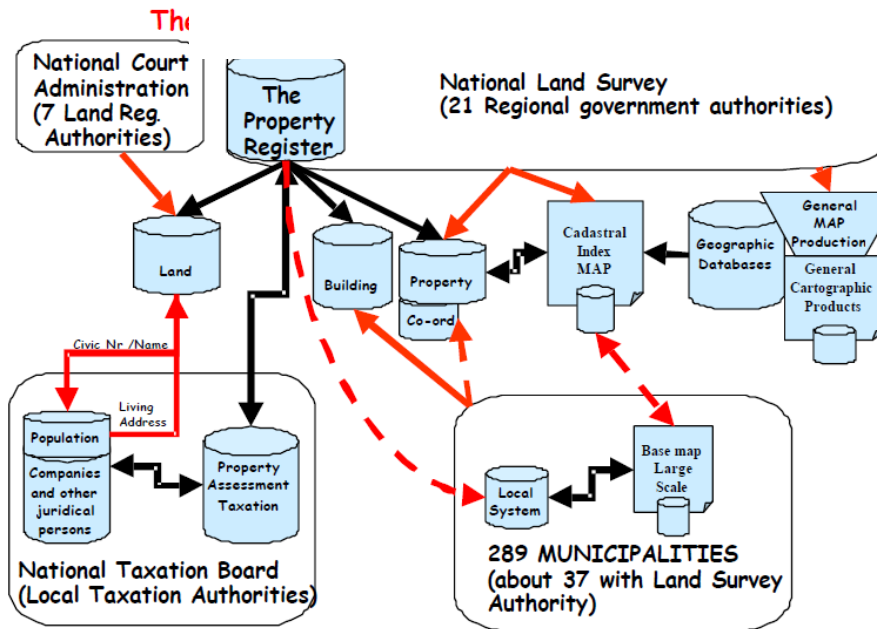 The
National Court
Administration
(7 Land Reg.
Authorities)
The
Property
Register
National Land Survey
(21 Regional government authorities)
Land
Building
Property
Co-ord
Cadastral
Index
MAP
Geographic
Databases
General
MAP
Production
General
Cartographic
Products
Civic Nr /Name
Living
Address
Population
Companies
and other
juridical
persons
Property
Assessment
Taxation
National Taxation Board
(Local Taxation Authorities)
Local
System
Base map
Large
Scale
289 MUNICIPALITIES
(about 37 with Land Survey
Authority)